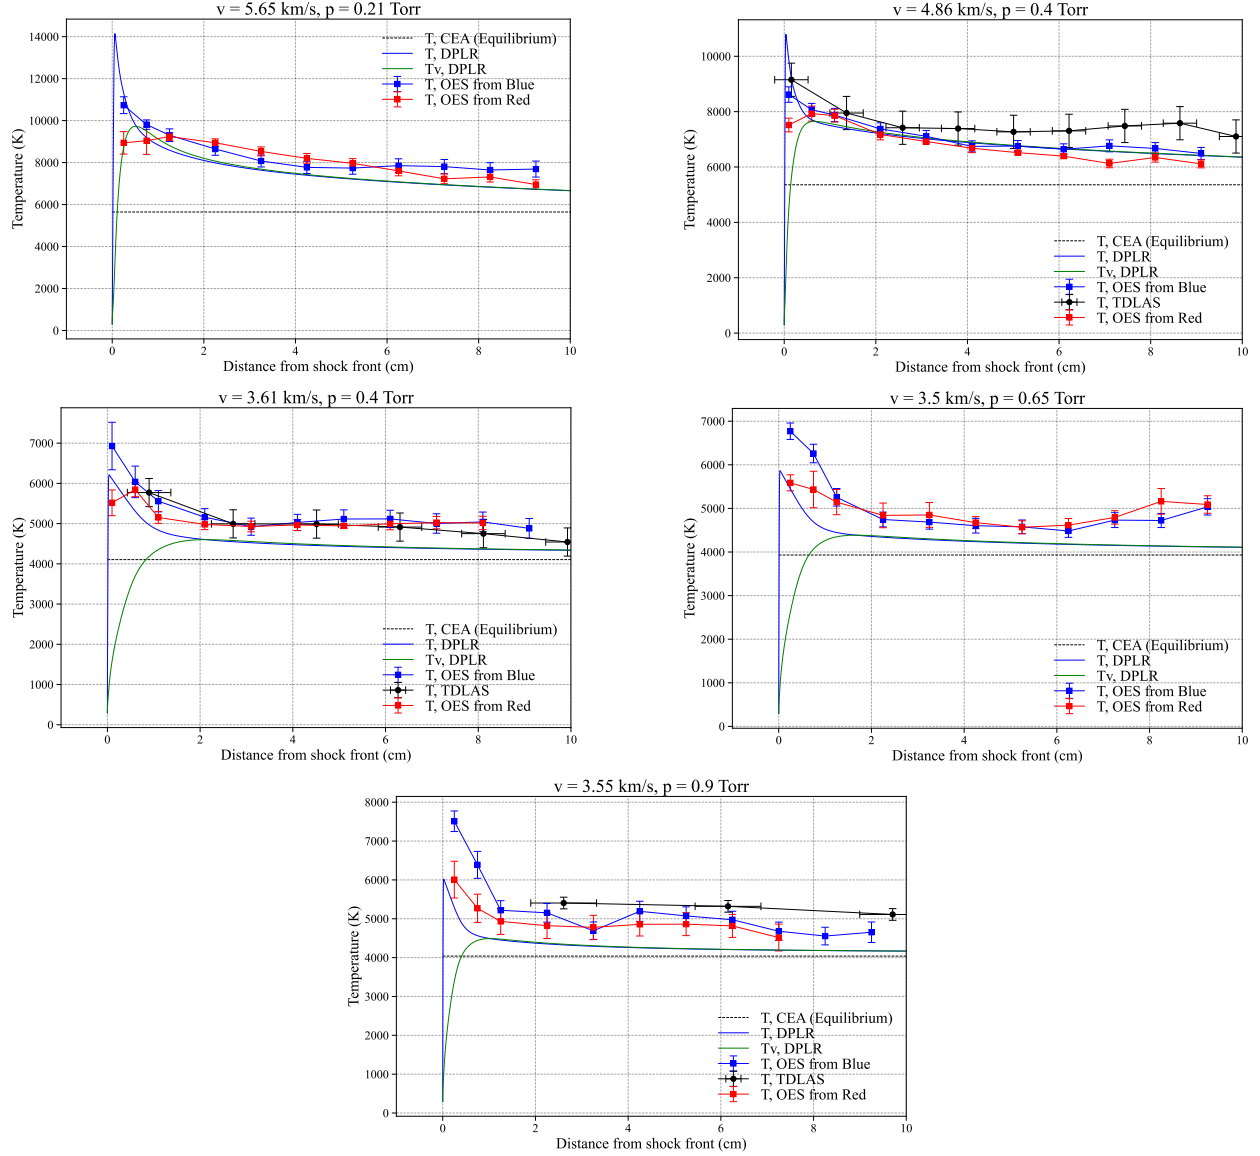 v = 5.65 km/s, p = 0.21 Torr
14000
12000
10000
8000
6000
4000
2000
0
Temperature (K)
T, CEA (Equilibrium)
T, DPLR
Tv, DPLR
T, OES from Blue
T, OES from Red
0 2 4 6 8 10
Distance from shock front (cm)
v = 4.86 km/s, p = 0.4 Torr
10000
8000
6000
4000
2000
0
Temperature (K)
T, CEA (Equilibrium)
T, DPLR
Tv, DPLR
T, OES from Blue
T, TDLAS
T, OES from Red
0 2 4 6 8 10
Distance from shock front (cm)
v = 3.61 km/s, p = 0.4 Torr
7000
6000
5000
4000
3000
2000
1000
0
Temperature (K)
T, CEA (Equilibrium)
T, DPLR
Tv, DPLR
T, OES from Blue
T, TDLAS
T, OES from Red
0 2 4 6 8 10
Distance from shock front (cm)
v = 3.5 km/s, p = 0.65 Torr
7000
6000
5000
4000
3000
2000
1000
0
Temperature (K)
T, CEA (Equilibrium)
T, DPLR
Tv, DPLR
T, OES from Blue
T, OES from Red
0 2 4 6 8 10
Distance from shock front (cm)
v = 3.55 km/s, p = 0.9 Torr
8000
7000
6000
5000
4000
3000
2000
1000
0
Temperature (K)
T, CEA (Equilibrium)
T, DPLR
Tv, DPLR
T, OES from Blue
T, TDLAS
T, OES from Red
0 2 4 6 8 10
Distance from shock front (cm)